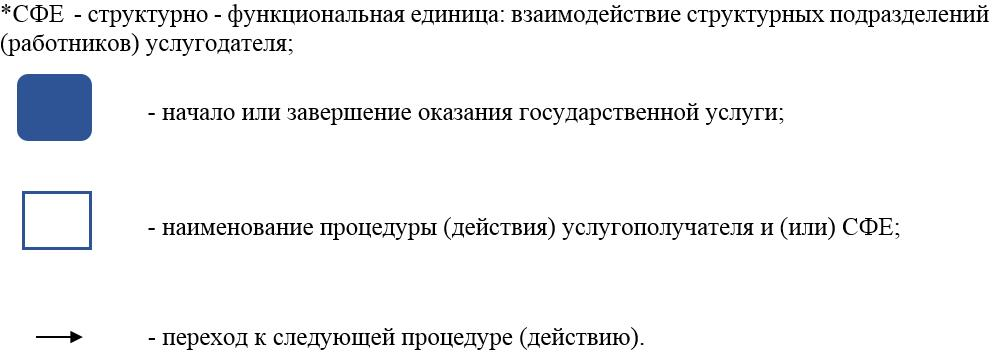 *СФЕ - структурно - функциональная единица: взаимодействие структурных подразделений
(работников) услугодателя;
- начало или завершение оказания государственной услуги;
- наименование процедуры (действия) услугополучателя и (или) СФЕ;
- переход к следующей процедуре (действию).